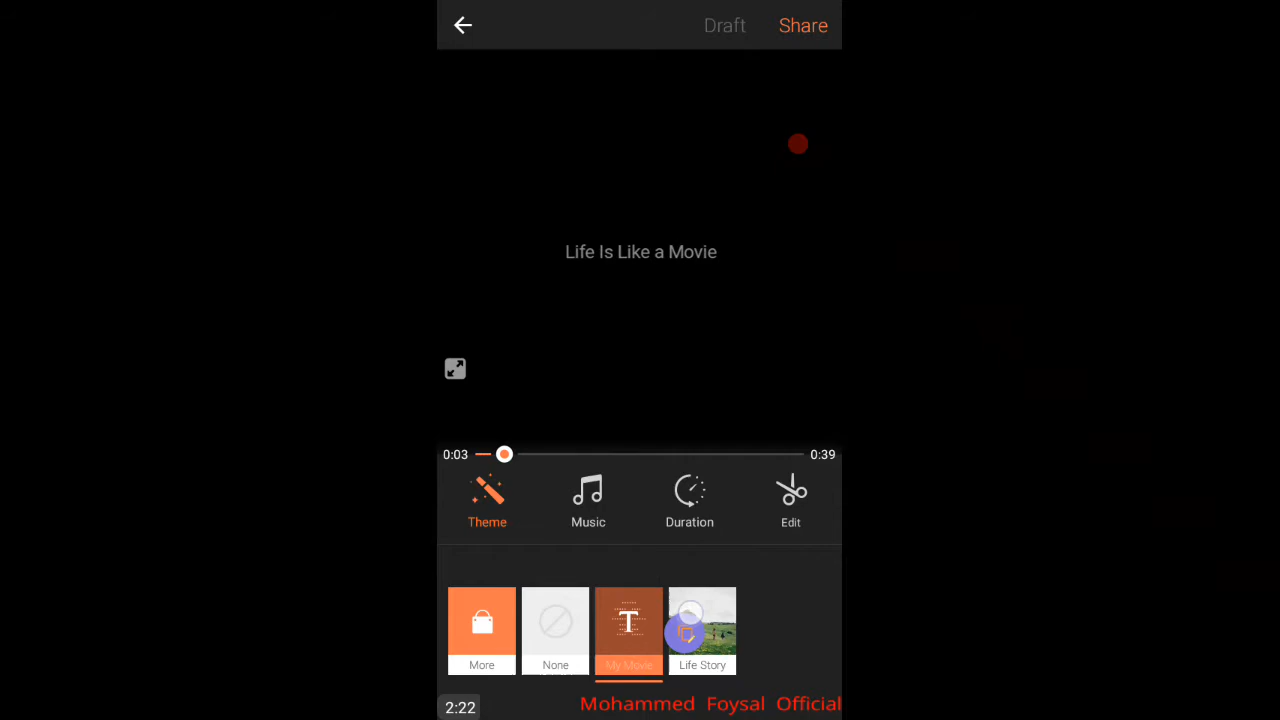 Draft Share
Life Is Like a Movie
0:03 0:39
Theme Music Duration Edit
T
More None My Movie Life Story
2:22 Mohammed Foysal Official